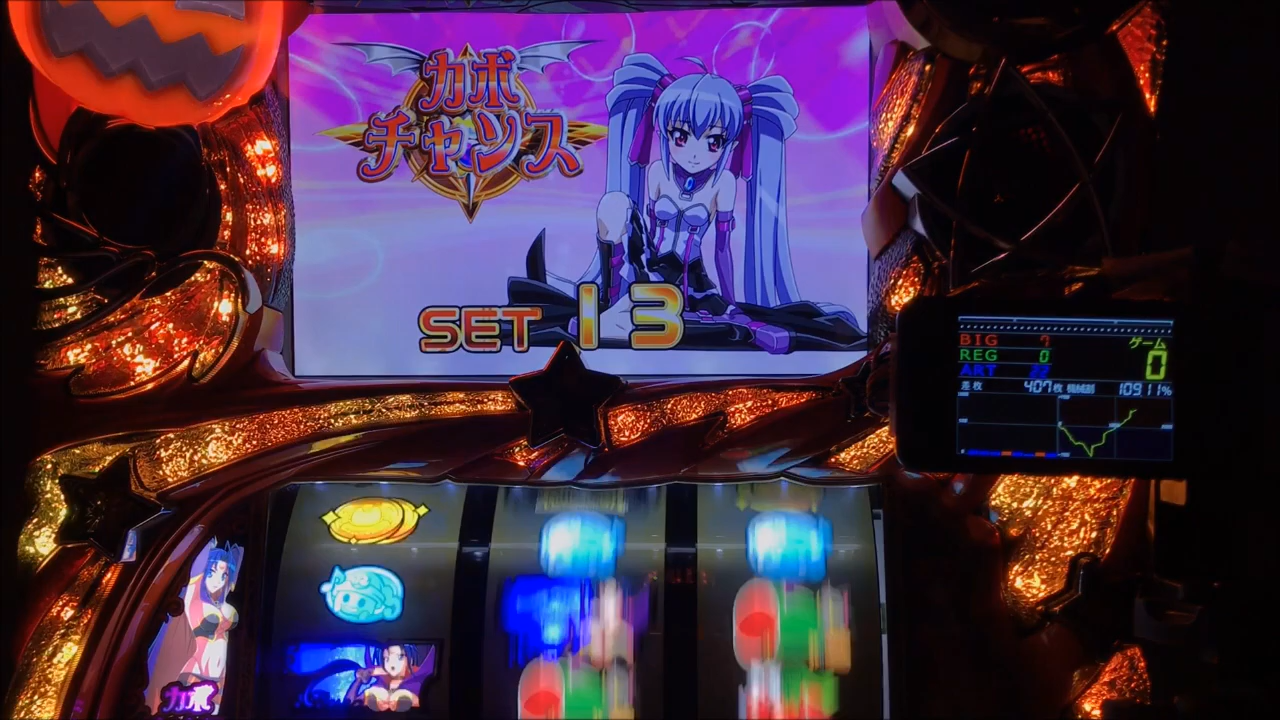 カボ
チャンス
SET 13
BIG 7
ゲーム
REG 0
0
ART 22
差枚 407枚 機械割 109.11%
カボ